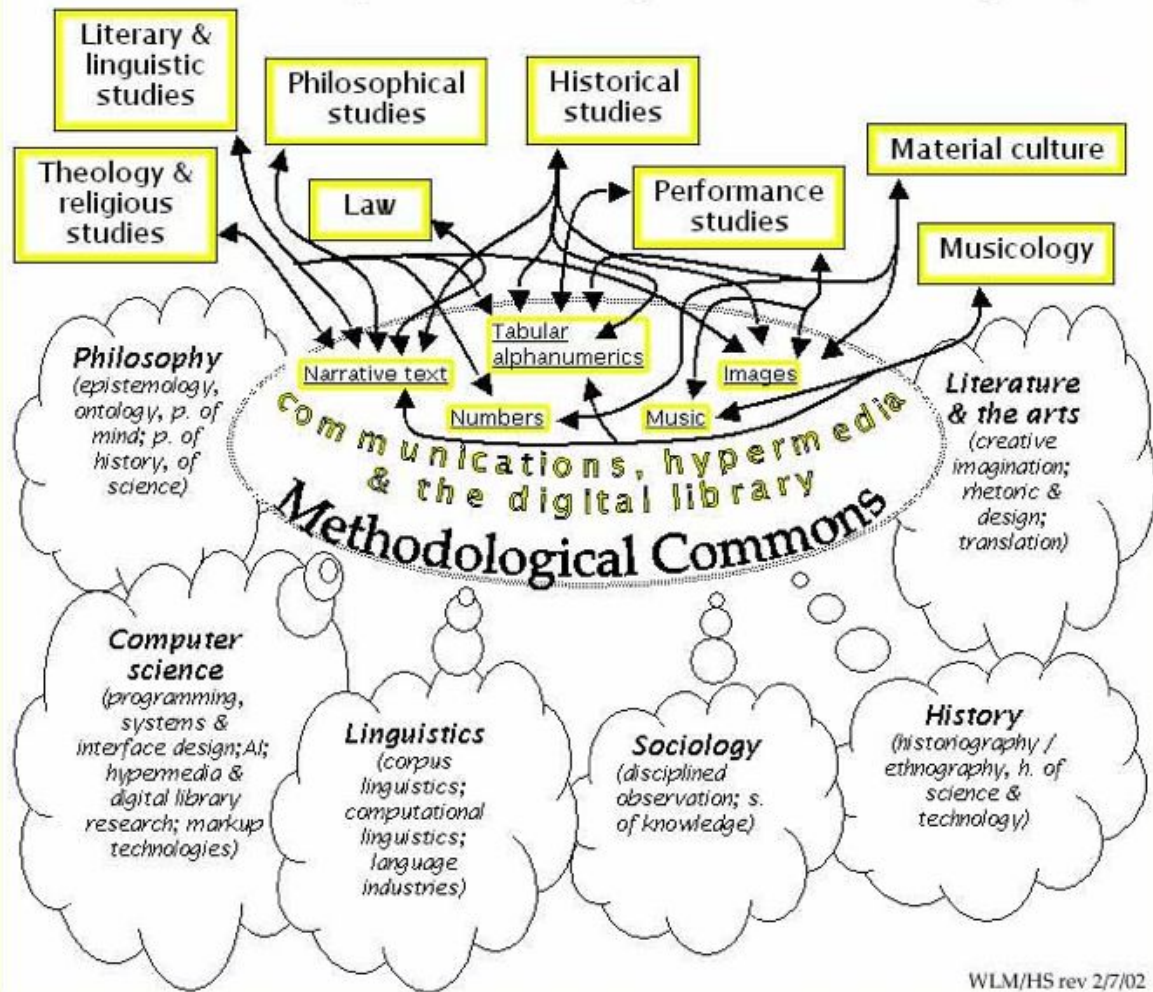 Literary &
linguistic
studies
Philosophical
studies
Historical
studies
Material culture
Theology &
religious
studies
Law
Performance
studies
Musicology
Philosophy
(epistemology,
ontology, p. of
mind; p. of
history, of
science)
Narrative text
Tabular
alphanumerics
Images
Numbers
Music
communications, hypermedia
& the digital library
Methodological Commons
Literature
& the arts
(creative
imagination;
rhetoric &
design;
translation)
Computer
science
(programming,
systems &
interface design;AI;
hypermedia &
digital library
research; markup
technologies)
Linguistics
(corpus
linguistics;
computational
linguistics;
language
industries)
Sociology
(disciplined
observation; s.
of knowledge)
History
(historiography /
ethnography, h. of
science &
technology)
WLM/HS rev 2/7/02